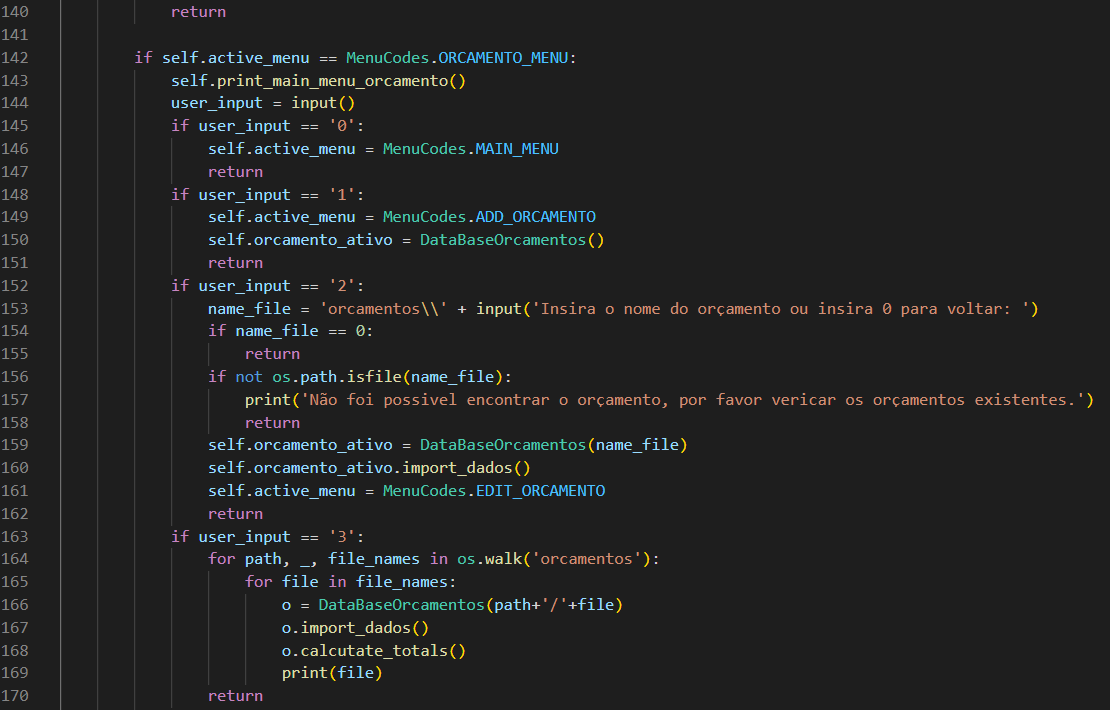 140 return
141
142 if self.active_menu == MenuCodes.ORCAMENTO_MENU:
143 self.print_main_menu_orcamento()
144 user_input = input()
145 if user_input == '0':
146 self.active_menu = MenuCodes.MAIN_MENU
147 return
148 if user_input == '1':
149 self.active_menu = MenuCodes.ADD_ORCAMENTO
150 self.orcamento_ativo = DataBaseOrcamentos()
151 return
152 if user_input == '2':
153 name_file = 'orcamentos\\' + input('Insira o nome do orçamento ou insira 0 para voltar: ')
154 if name_file == 0:
155 return
156 if not os.path.isfile(name_file):
157 print('Não foi possivel encontrar o orçamento, por favor vericar os orçamentos existentes.')
158 return
159 self.orcamento_ativo = DataBaseOrcamentos(name_file)
160 self.orcamento_ativo.import_dados()
161 self.active_menu = MenuCodes.EDIT_ORCAMENTO
162 return
163 if user_input == '3':
164 for path, _, file_names in os.walk('orcamentos'):
165 for file in file_names:
166 o = DataBaseOrcamentos(path+'/'+file)
167 o.import_dados()
168 o.calcutate_totals()
169 print(file)
170 return